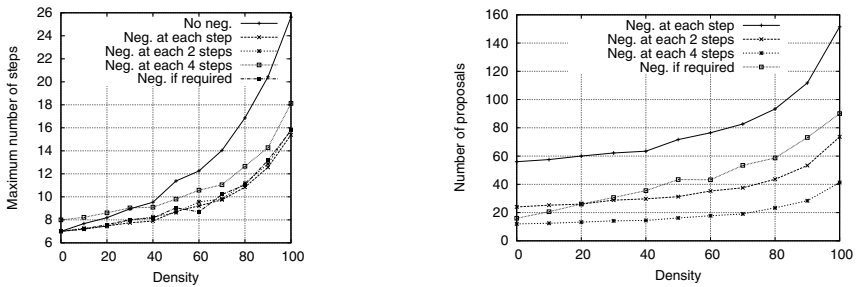 26
24
22
20
18
16
14
12
10
8
6
Maximum number of steps
No neg.
Neg. at each step
Neg. at each 2 steps
Neg. at each 4 steps
Neg. if required
0 20 40 60 80 100
Density
160
140
120
100
80
60
40
20
0
Number of proposals
Neg. at each step
Neg. at each 2 steps
Neg. at each 4 steps
Neg. if required
0 20 40 60 80 100
Density